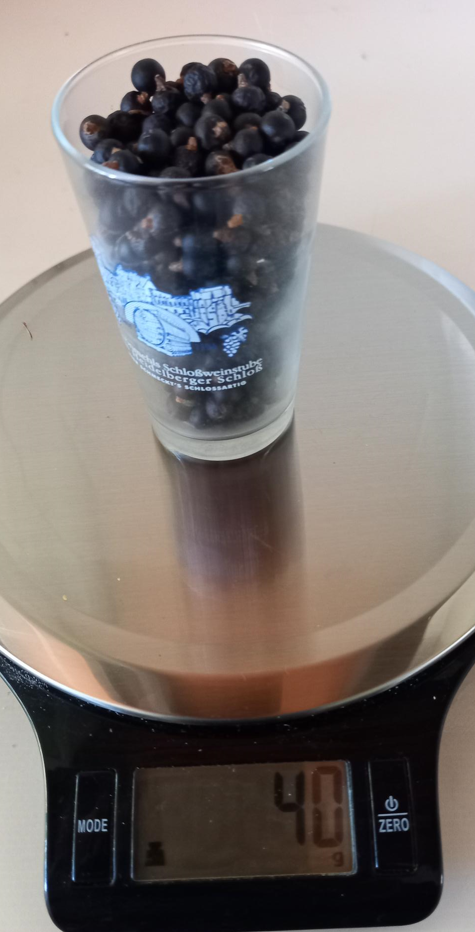 Schloßweinstube
Heidelberger Schloß
SCHLOSSARTIG
40
g
MODE
ZERO